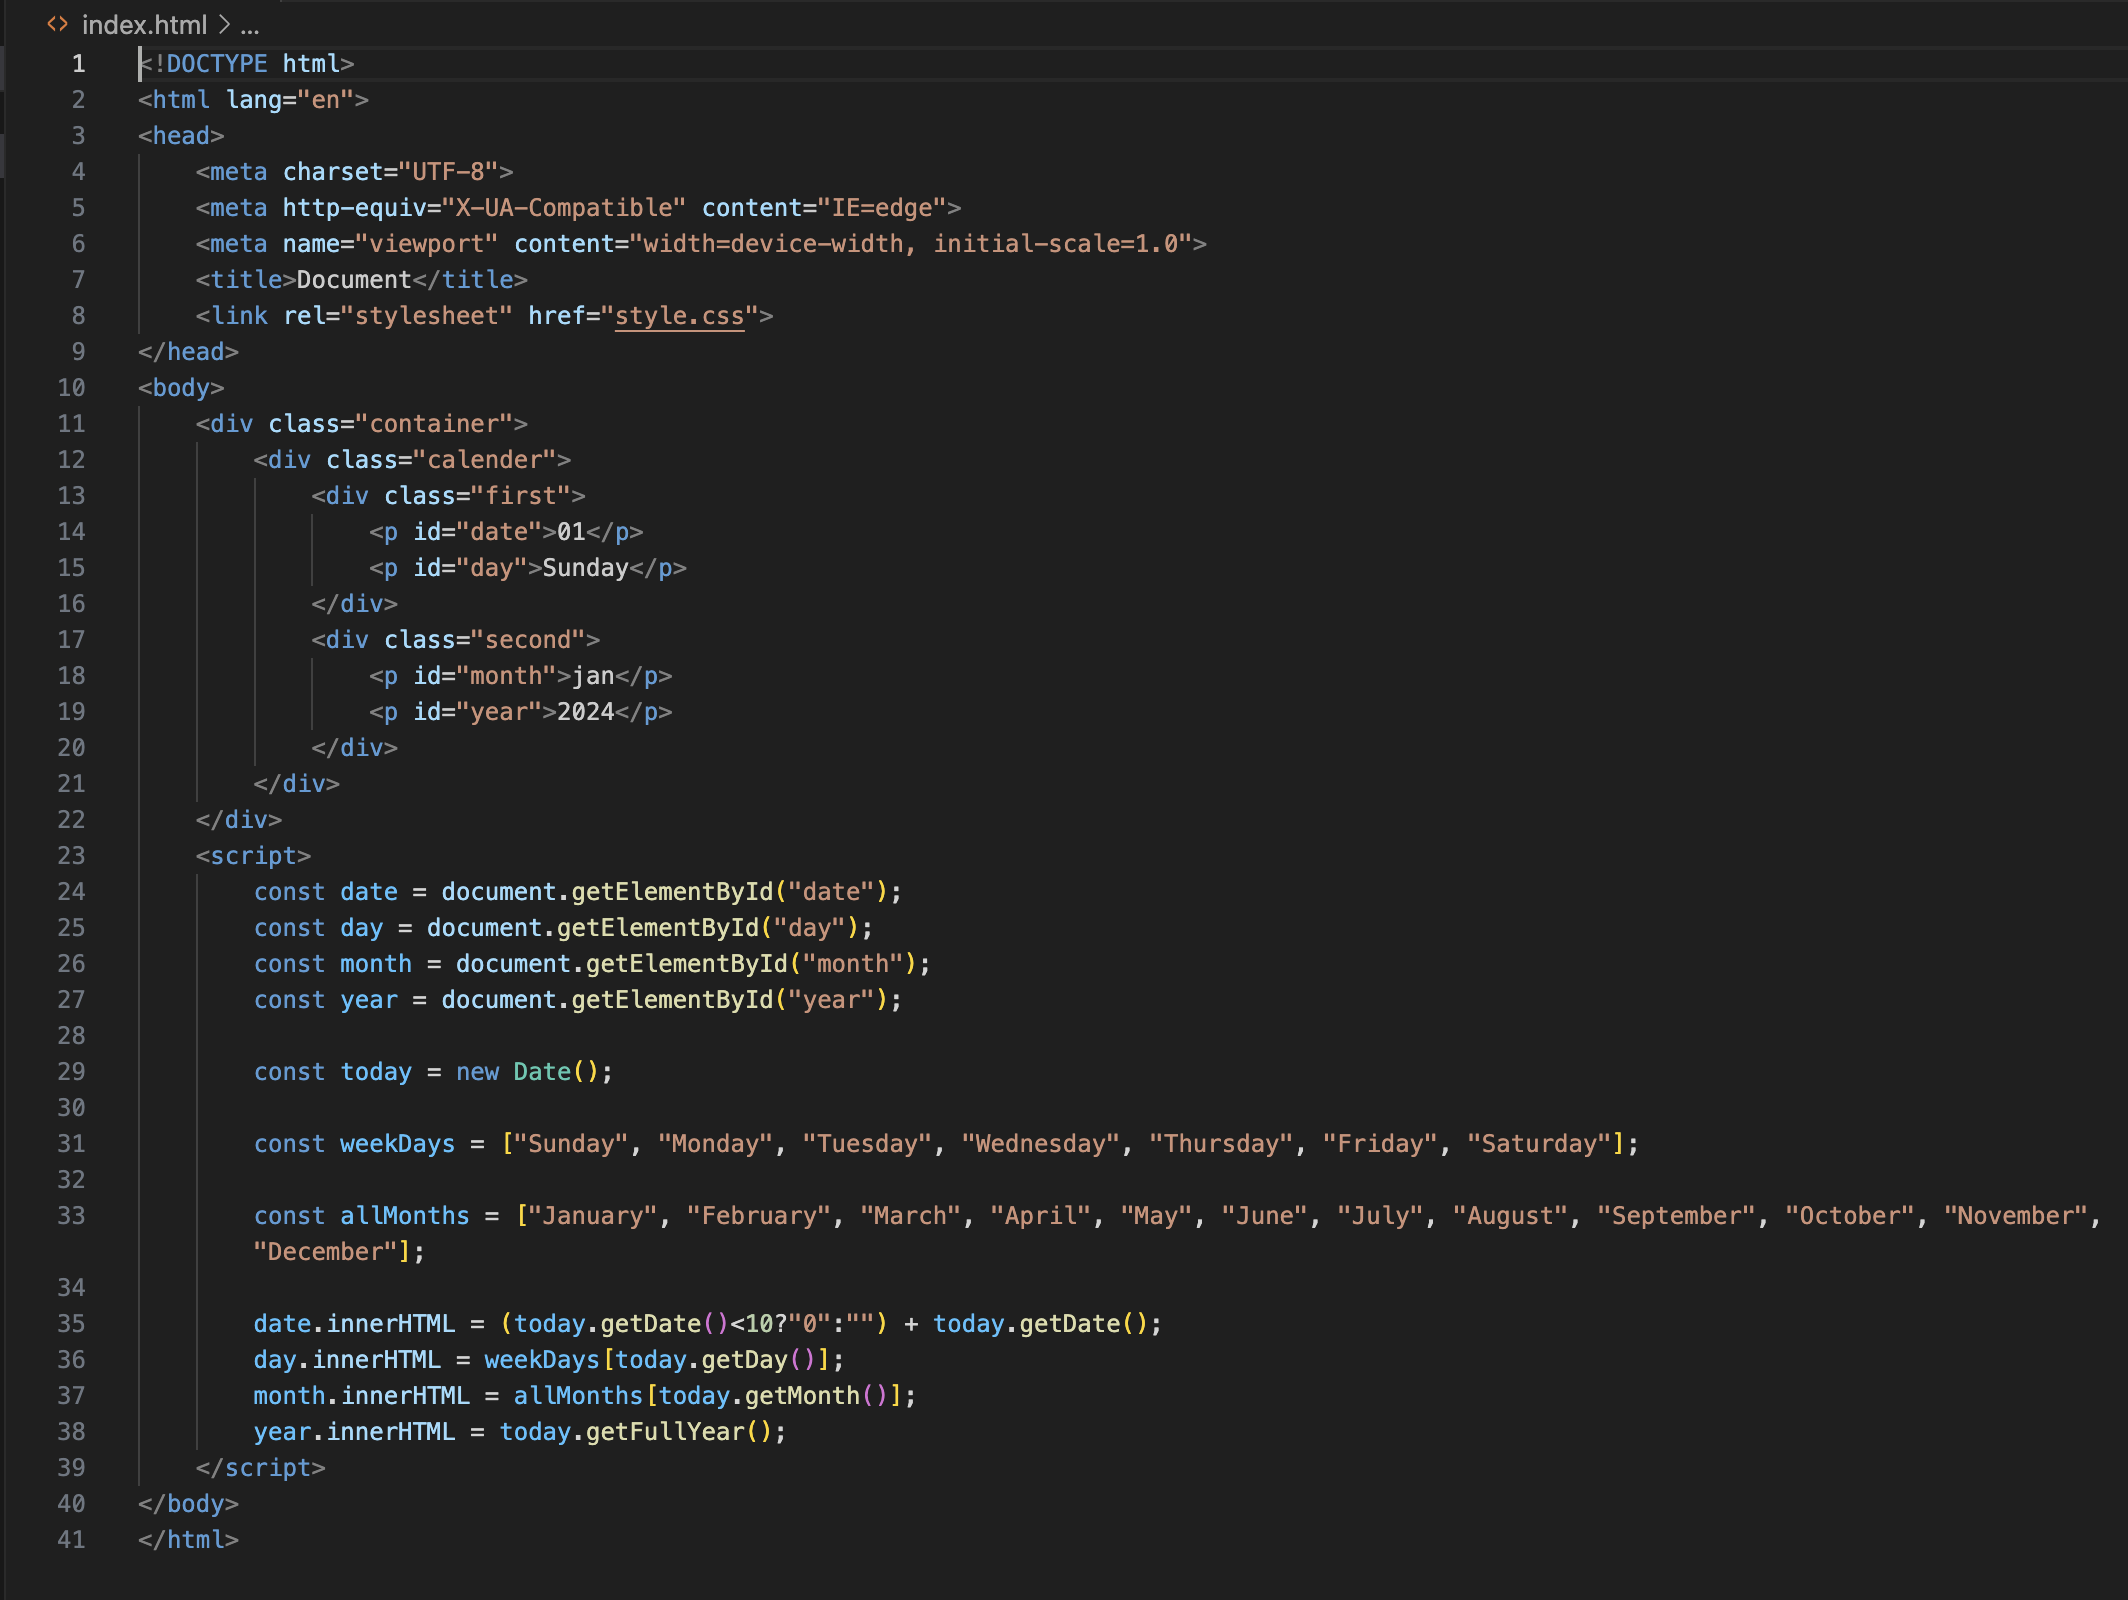 index.html > ...
1 <!DOCTYPE html>
2 <html lang="en">
3 <head>
4     <meta charset="UTF-8">
5     <meta http-equiv="X-UA-Compatible" content="IE=edge">
6     <meta name="viewport" content="width=device-width, initial-scale=1.0">
7     <title>Document</title>
8     <link rel="stylesheet" href="style.css">
9 </head>
10 <body>
11     <div class="container">
12         <div class="calender">
13             <div class="first">
14                 <p id="date">01</p>
15                 <p id="day">Sunday</p>
16             </div>
17             <div class="second">
18                 <p id="month">jan</p>
19                 <p id="year">2024</p>
20             </div>
21         </div>
22     </div>
23     <script>
24         const date = document.getElementById("date");
25         const day = document.getElementById("day");
26         const month = document.getElementById("month");
27         const year = document.getElementById("year");
28
29         const today = new Date();
30
31         const weekDays = ["Sunday", "Monday", "Tuesday", "Wednesday", "Thursday", "Friday", "Saturday"];
32
33         const allMonths = ["January", "February", "March", "April", "May", "June", "July", "August", "September", "October", "November",
        "December"];
34
35         date.innerHTML = (today.getDate()<10?"0":"") + today.getDate();
36         day.innerHTML = weekDays[today.getDay()];
37         month.innerHTML = allMonths[today.getMonth()];
38         year.innerHTML = today.getFullYear();
39     </script>
40 </body>
41 </html>